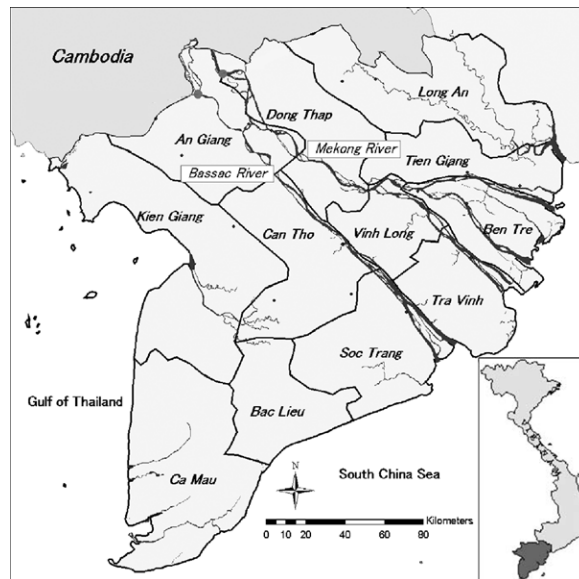 Cambodia
Long An
Dong Thap
An Giang
Mekong River
Tien Giang
Bassac River
Kien Giang
Can Tho
Vinh Long
Ben Tre
Tra Vinh
Soc Trang
Gulf of Thailand
Bac Lieu
Ca Mau
N
South China Sea
Kilometers
0 5 10 20 30 40 60 80